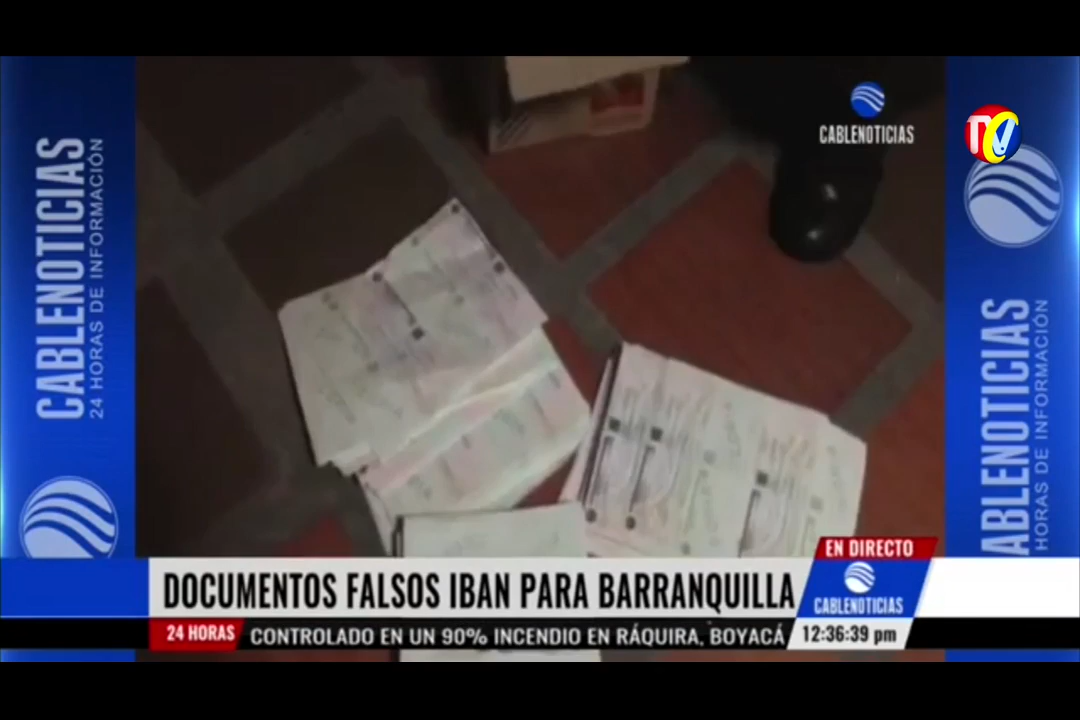 CABLENOTICIAS
24 HORAS DE INFORMACIÓN
CABLENOTICIAS
TVC
CABLENOTICIAS
HORAS DE INFORMACIÓN
EN DIRECTO
DOCUMENTOS FALSOS IBAN PARA BARRANQUILLA
CABLENOTICIAS
24 HORAS
CONTROLADO EN UN 90% INCENDIO EN RÁQUIRA, BOYACÁ
12:36:39 pm